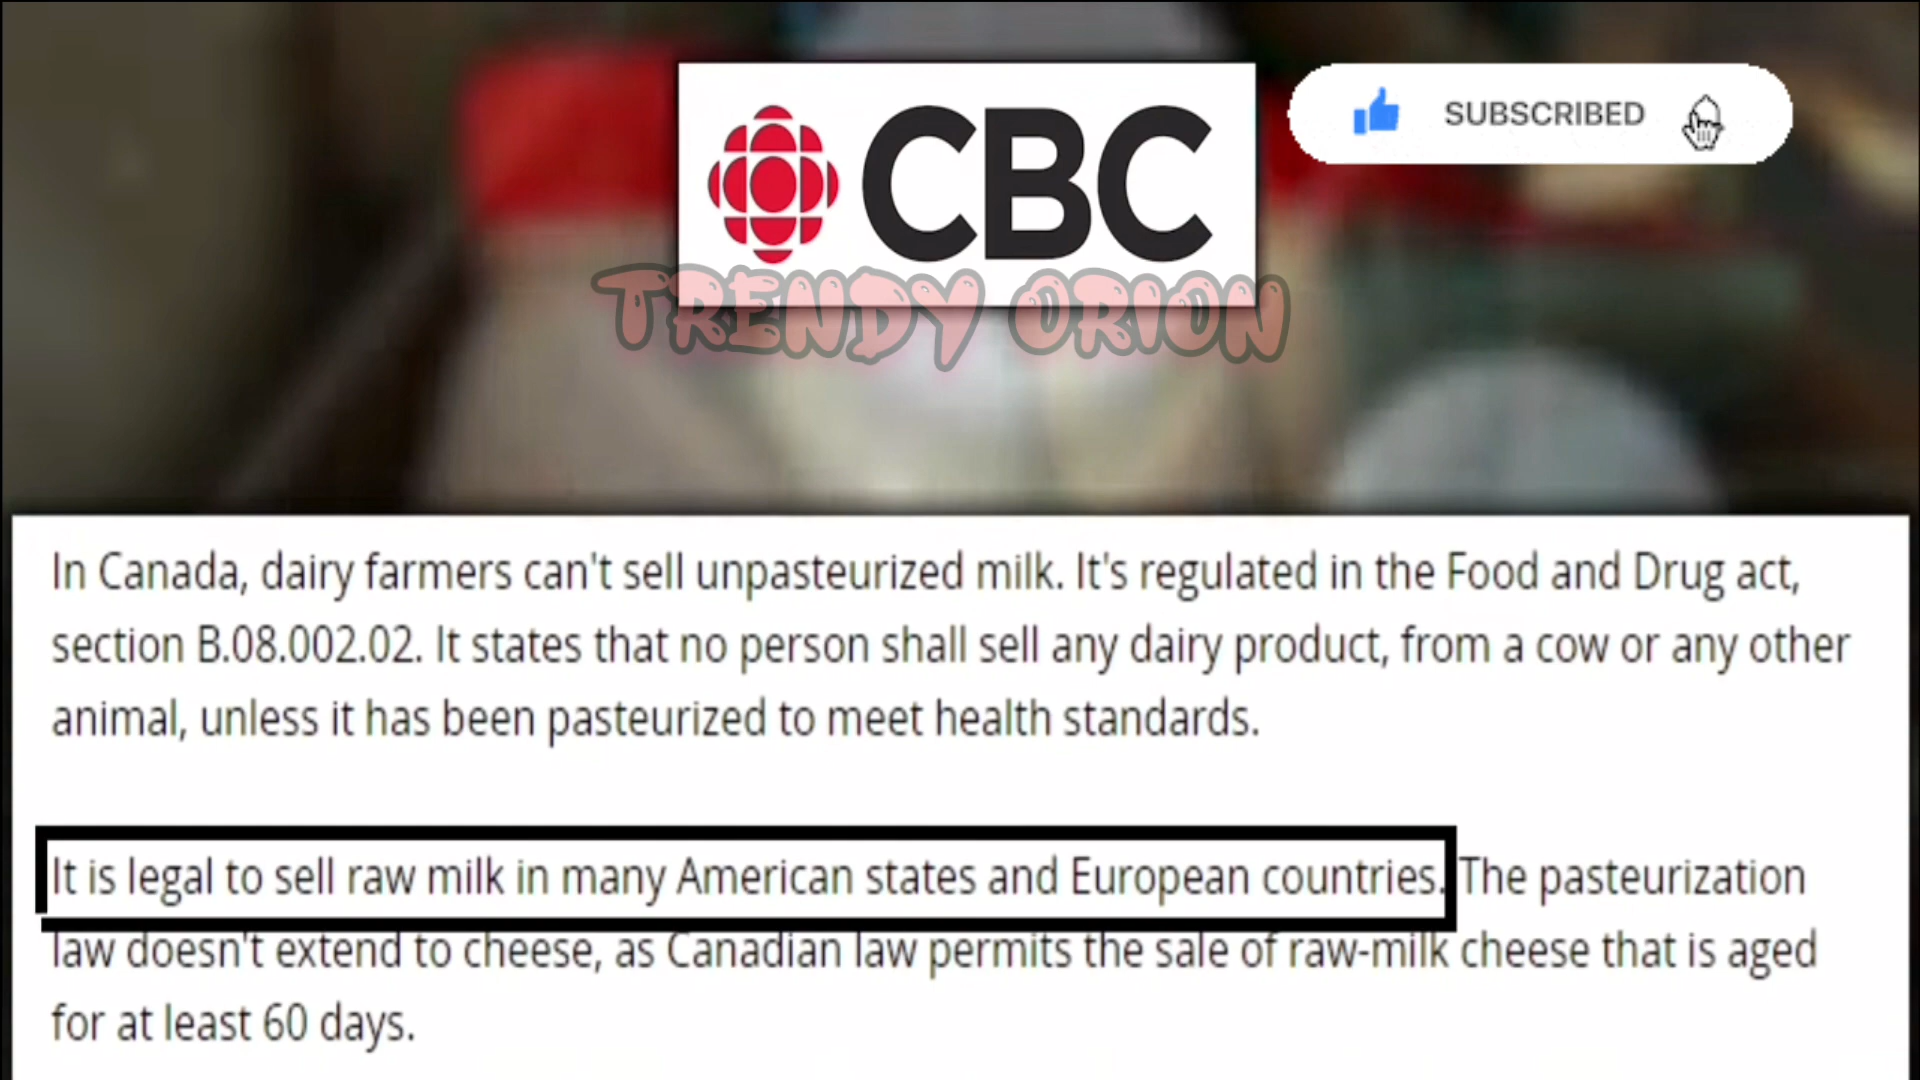 CBC
SUBSCRIBED
TRENDY ORION
In Canada, dairy farmers can't sell unpasteurized milk. It's regulated in the Food and Drug act,
section B.08.002.02. It states that no person shall sell any dairy product, from a cow or any other
animal, unless it has been pasteurized to meet health standards.
It is legal to sell raw milk in many American states and European countries. The pasteurization
law doesn't extend to cheese, as Canadian law permits the sale of raw-milk cheese that is aged
for at least 60 days.